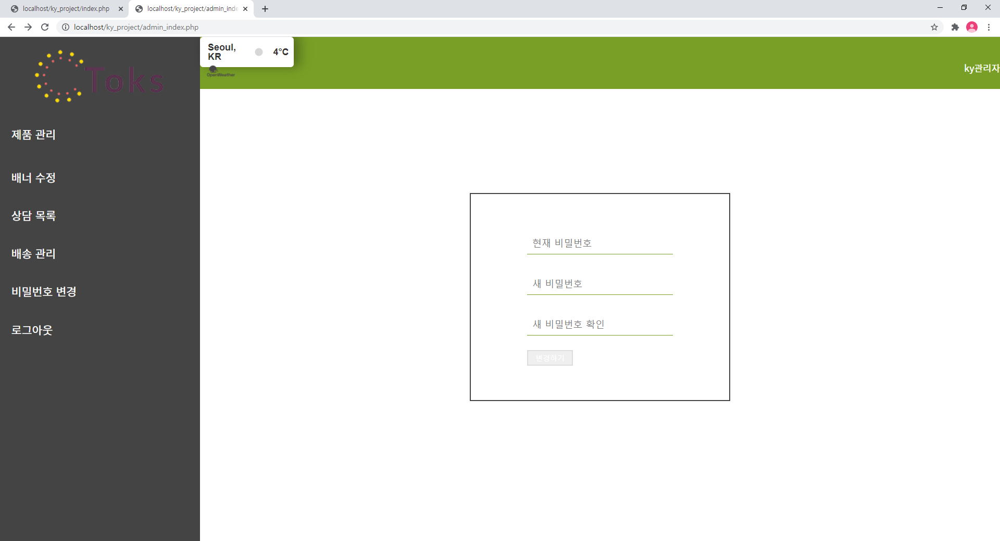 localhost/ky_project/index.php
localhost/ky_project/admin_inde
localhost/ky_project/admin_index.php
Toks
Seoul,
KR
4°C
OpenWeather
ky관리자
제품 관리
배너 수정
상담 목록
배송 관리
비밀번호 변경
로그아웃
현재 비밀번호
새 비밀번호
새 비밀번호 확인
변경하기